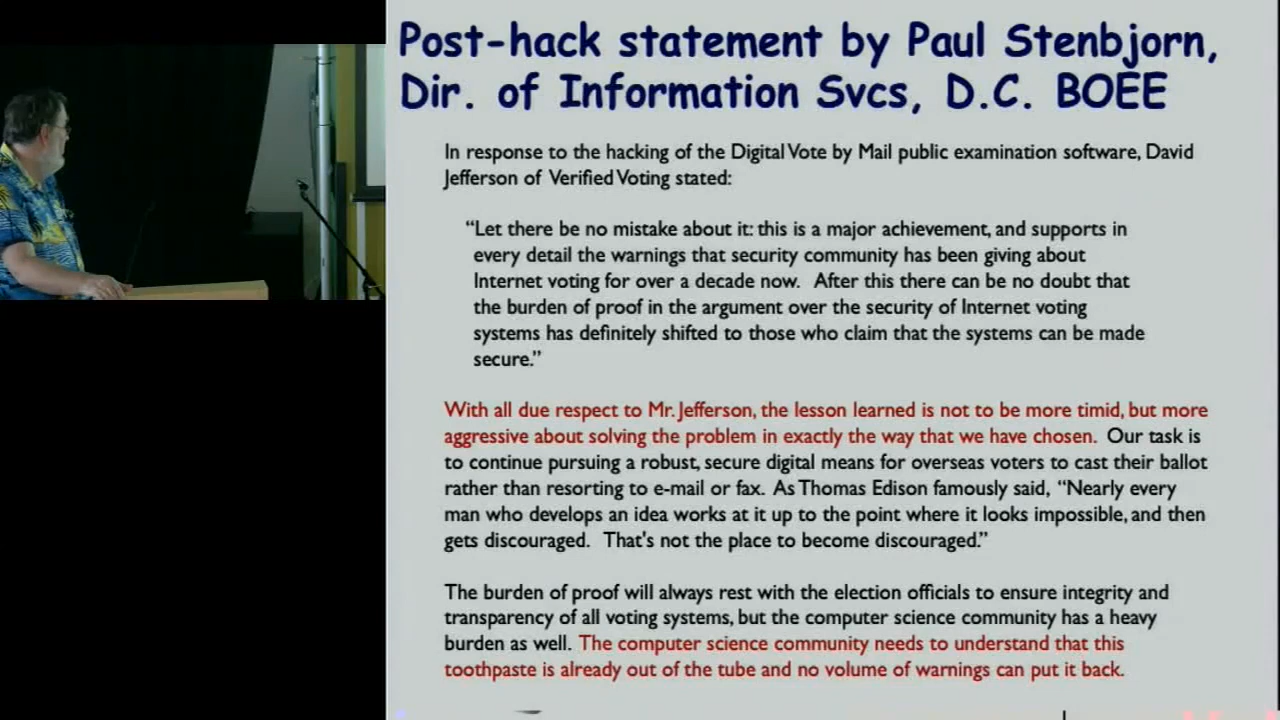 Post-hack statement by Paul Stenbjorn,
Dir. of Information Svcs, D.C. BOEE
In response to the hacking of the Digital Vote by Mail public examination software, David
Jefferson of Verified Voting stated:
“Let there be no mistake about it: this is a major achievement, and supports in
every detail the warnings that security community has been giving about
Internet voting for over a decade now. After this there can be no doubt that
the burden of proof in the argument over the security of Internet voting
systems has definitely shifted to those who claim that the systems can be made
secure.”
With all due respect to Mr. Jefferson, the lesson learned is not to be more timid, but more
aggressive about solving the problem in exactly the way that we have chosen. Our task is
to continue pursuing a robust, secure digital means for overseas voters to cast their ballot
rather than resorting to e-mail or fax. As Thomas Edison famously said, “Nearly every
man who develops an idea works at it up to the point where it looks impossible, and then
gets discouraged. That's not the place to become discouraged.”
The burden of proof will always rest with the election officials to ensure integrity and
transparency of all voting systems, but the computer science community has a heavy
burden as well. The computer science community needs to understand that this
toothpaste is already out of the tube and no volume of warnings can put it back.